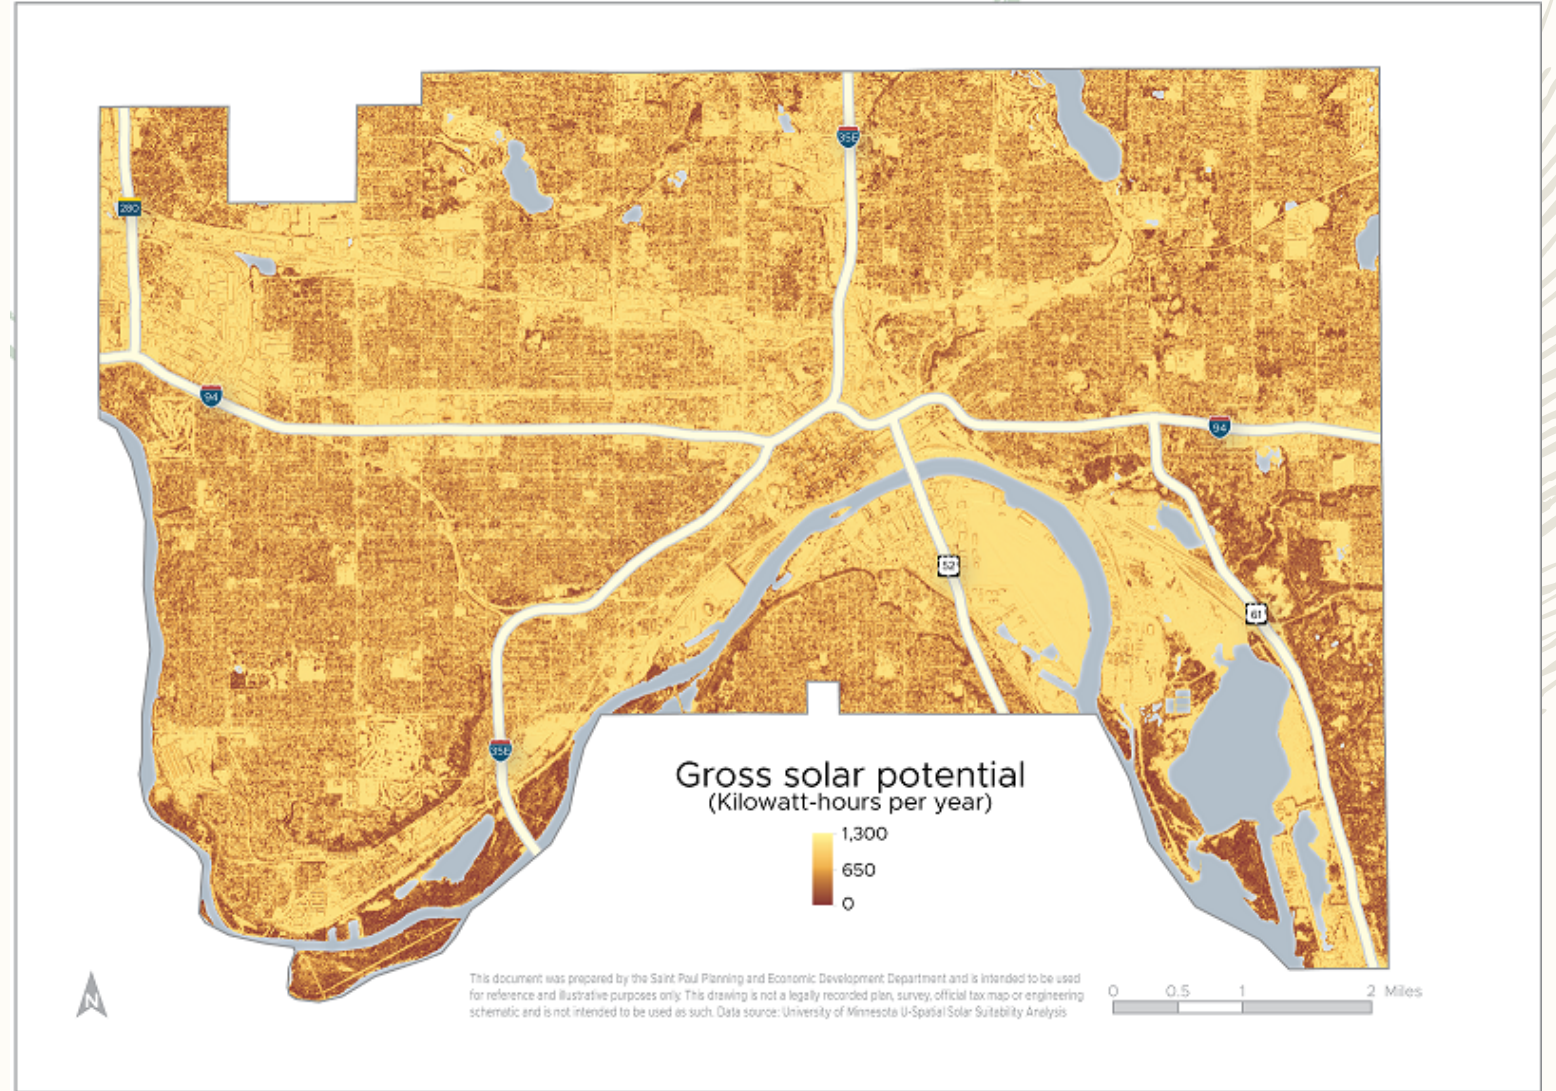 35E
280
94
94
52
61
35E
Gross solar potential
(Kilowatt-hours per year)
1,300
650
0
This document was prepared by the Saint Paul Planning and Economic Development Department and is intended to be used
for reference and illustrative purposes only. This drawing is not a legally recorded plan, survey, official tax map or engineering
schematic and is not intended to be used as such. Data source: University of Minnesota U-Spatial Solar Suitability Analysis
N
0 0.5 1 2 Miles